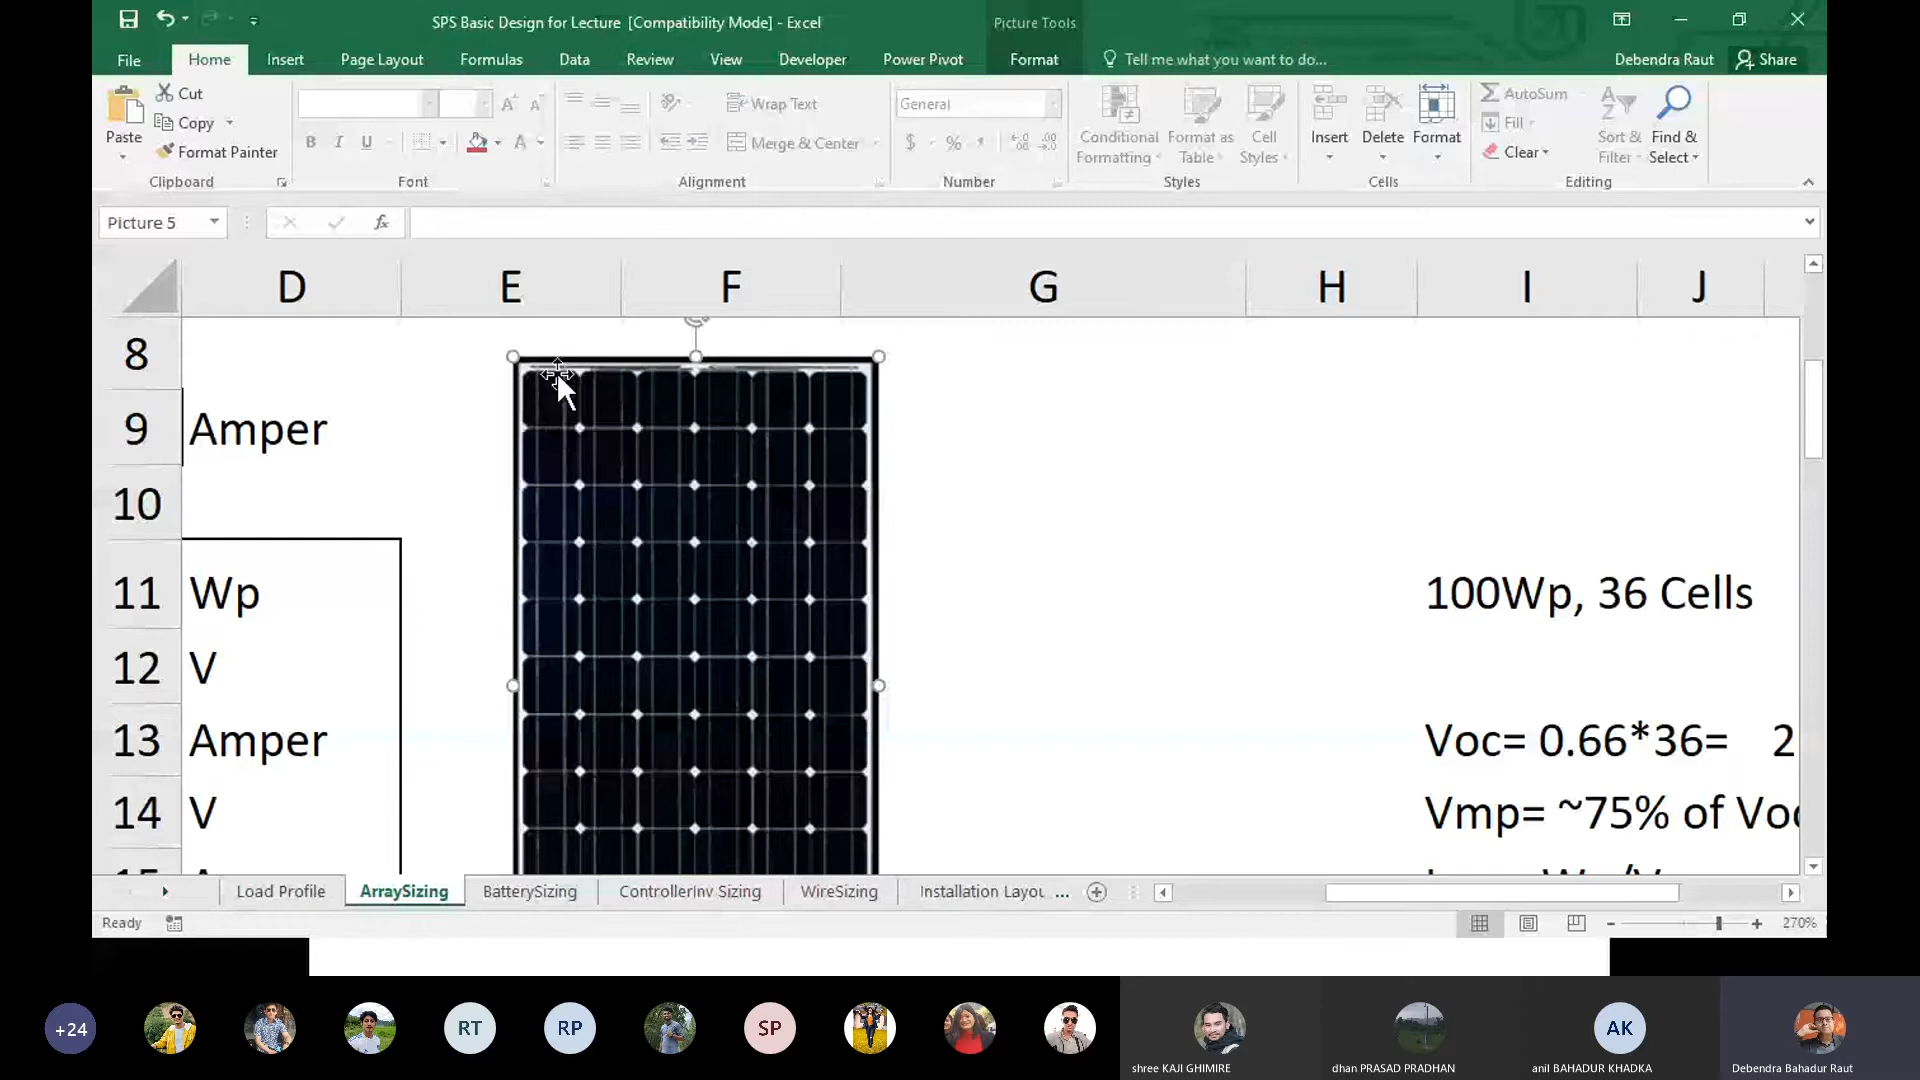 SPS Basic Design for Lecture [Compatibility Mode] - Excel
Picture Tools
File Home Insert Page Layout Formulas Data Review View Developer Power Pivot Format Tell me what you want to do... Debendra Raut Share
Paste
Cut
Copy
Format Painter
Clipboard
B I U
A
Font
Wrap Text
Merge & Center
Alignment
General
$ % ,
Number
Conditional Formatting
Format as Table
Cell Styles
Styles
Insert
Delete
Format
Cells
AutoSum
Fill
Clear
Sort & Filter
Find & Select
Editing
Picture 5
fx
D E F G H I J
8
9 Amper
10
11 Wp 100Wp, 36 Cells
12 V
13 Amper Voc= 0.66*36= 2
14 V Vmp= ~75% of Voc
Load Profile ArraySizing BatterySizing ControllerInv Sizing WireSizing Installation Layou ...
Ready
270%
+24
RT
RP
SP
AK
shree KAJI GHIMIRE
dhan PRASAD PRADHAN
anil BAHADUR KHADKA
Debendra Bahadur Raut